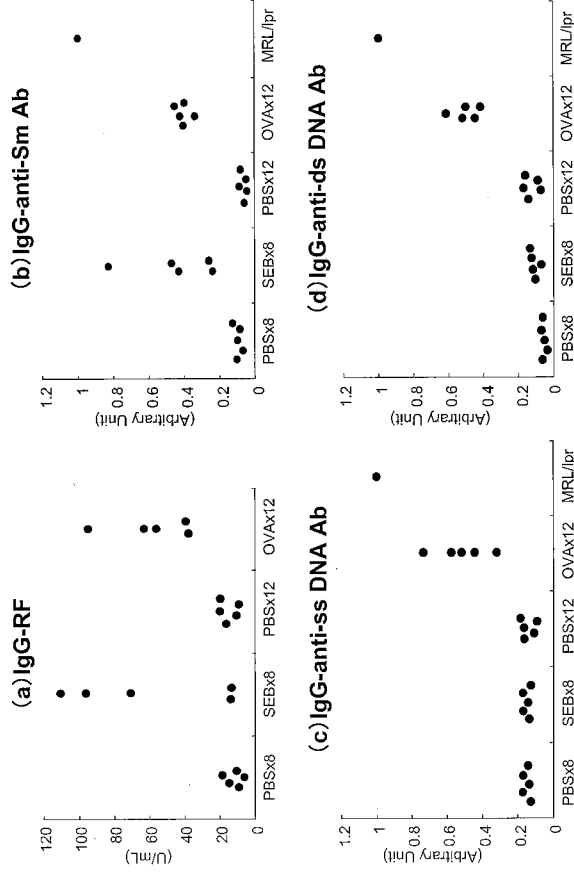 (a) IgG-RF
(U/mL)
120
100
80
60
40
20
0
PBSx8
SEBx8
PBSx12
OVAx12
(b) IgG-anti-Sm Ab
(Arbitrary Unit)
1.2
1
0.8
0.6
0.4
0.2
0
PBSx8
SEBx8
PBSx12
OVAx12
MRL/lpr
(c) IgG-anti-ss DNA Ab
(Arbitrary Unit)
1.2
1
0.8
0.6
0.4
0.2
0
PBSx8
SEBx8
PBSx12
OVAx12
MRL/lpr
(d) IgG-anti-ds DNA Ab
(Arbitrary Unit)
1.2
1
0.8
0.6
0.4
0.2
0
PBSx8
SEBx8
PBSx12
OVAx12
MRL/lpr